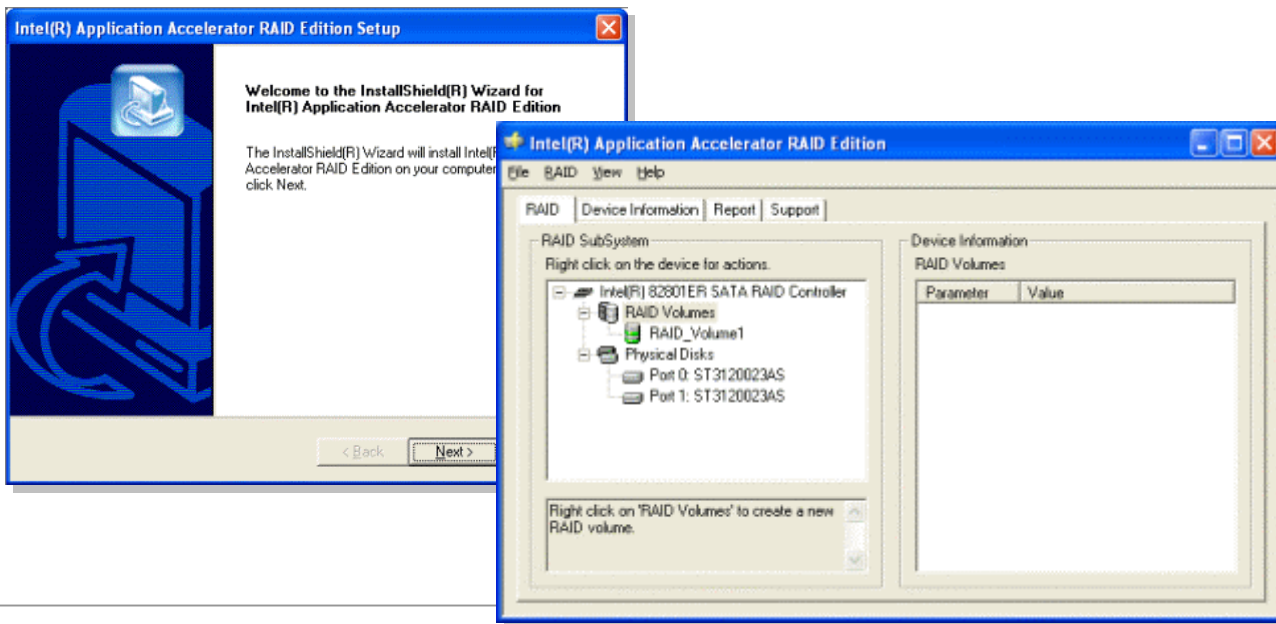 Intel(R) Application Accelerator RAID Edition Setup
Welcome to the InstallShield(R) Wizard for
Intel(R) Application Accelerator RAID Edition
The InstallShield(R) Wizard will install Intel(R
Accelerator RAID Edition on your computer
click Next.
< Back
Next >
Intel(R) Application Accelerator RAID Edition
File RAID View Help
RAID Device Information Report Support
RAID SubSystem
Right click on the device for actions.
Intel(R) 82801ER SATA RAID Controller
RAID Volumes
RAID_Volume1
Physical Disks
Port 0: ST3120023AS
Port 1: ST3120023AS
Right click on 'RAID Volumes' to create a new
RAID volume.
Device Information
RAID Volumes
Parameter Value